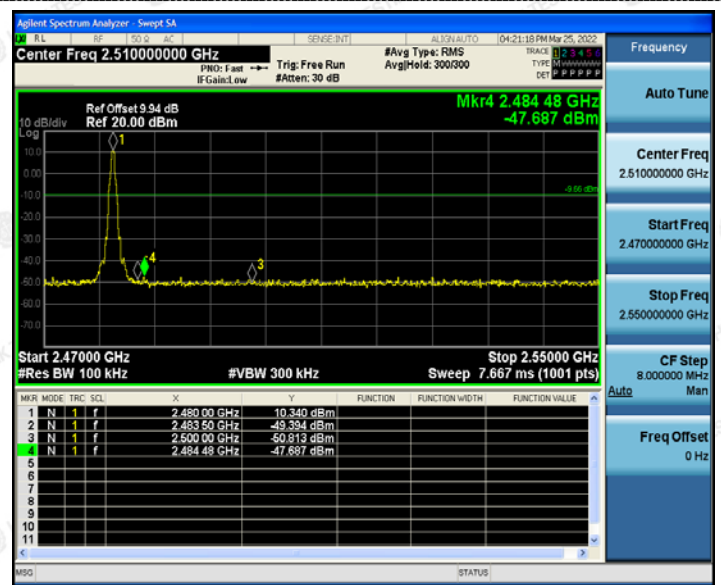 Agilent Spectrum Analyzer - Swept SA
RL RF 50 Ω AC SENSE:INT ALIGNAUTO 04:21:18 PM Mar 25, 2022
Center Freq 2.510000000 GHz
PNO: Fast Trig: Free Run
IFGain:Low #Atten: 30 dB
#Avg Type: RMS
Avg|Hold: 300/300
TRACE 1 2 3 4 5 6
TYPE M
DET P P P P P P
Ref Offset 9.94 dB
10 dB/div Ref 20.00 dBm
Log
Mkr4 2.484 48 GHz
-47.687 dBm
1
10.0
0.00
-10.0
-9.66 dBm
-20.0
-30.0
-40.0
4
3
-50.0
-60.0
-70.0
Start 2.47000 GHz Stop 2.55000 GHz
#Res BW 100 kHz #VBW 300 kHz Sweep 7.667 ms (1001 pts)
MKR MODE TRC SCL X Y FUNCTION FUNCTION WIDTH FUNCTION VALUE
1 N 1 f 2.480 00 GHz 10.340 dBm
2 N 1 f 2.483 50 GHz -49.394 dBm
3 N 1 f 2.500 00 GHz -50.813 dBm
4 N 1 f 2.484 48 GHz -47.687 dBm
5
6
7
8
9
10
11
MSG STATUS
Frequency
Auto Tune
Center Freq
2.510000000 GHz
Start Freq
2.470000000 GHz
Stop Freq
2.550000000 GHz
CF Step
8.000000 MHz
Auto Man
Freq Offset
0 Hz